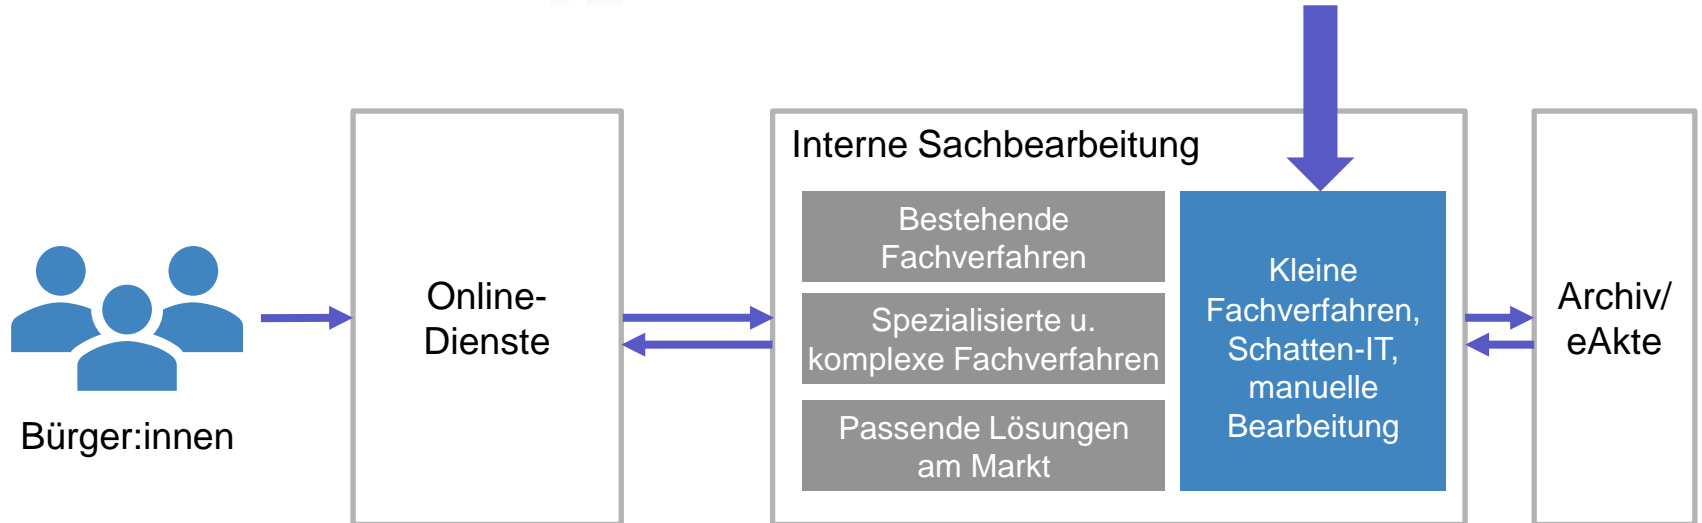 Bürger:innen
Online-
Dienste
Interne Sachbearbeitung
Bestehende
Fachverfahren
Spezialisierte u.
komplexe Fachverfahren
Passende Lösungen
am Markt
Kleine
Fachverfahren,
Schatten-IT,
manuelle
Bearbeitung
Archiv/
eAkte